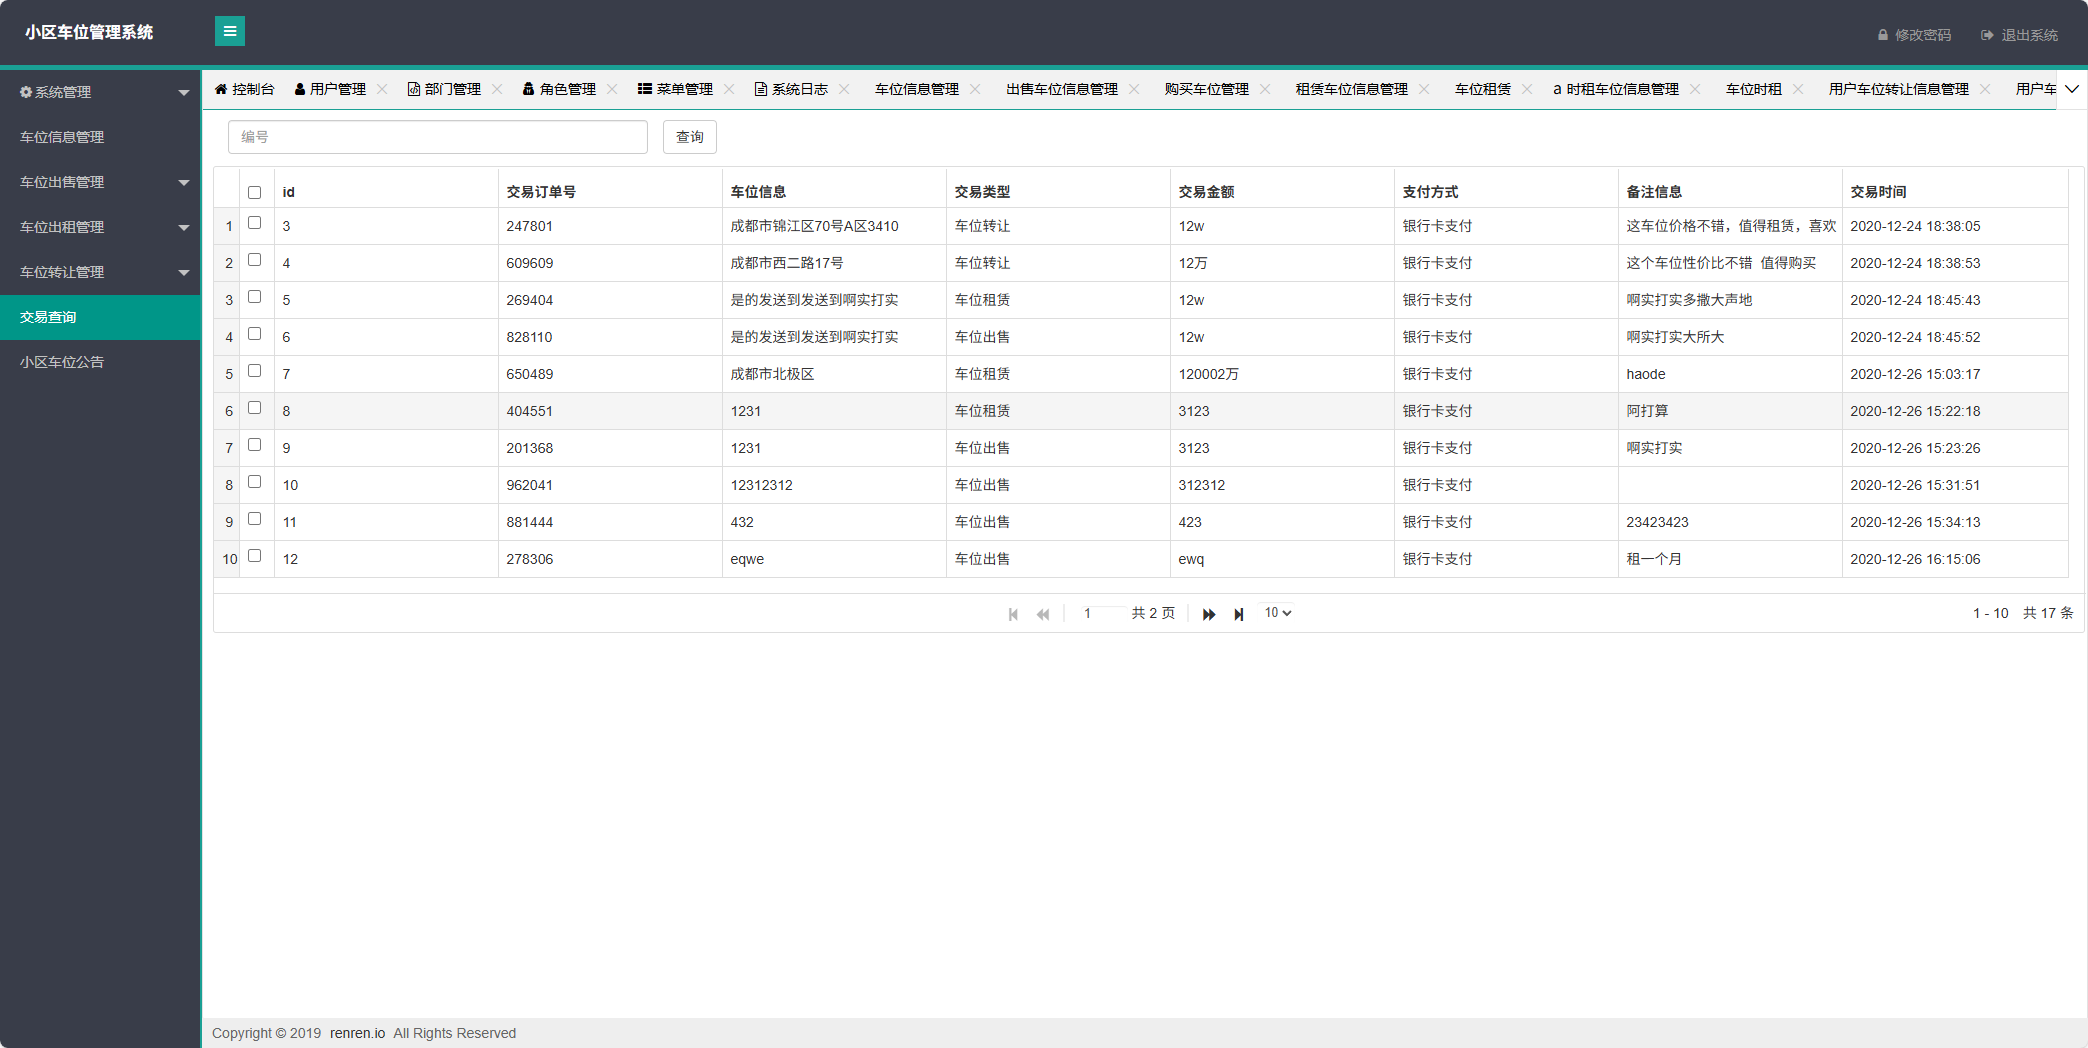 小区车位管理系统
修改密码 退出系统
系统管理
车位信息管理
车位出售管理
车位出租管理
车位转让管理
交易查询
小区车位公告
控制台 用户管理 部门管理 角色管理 菜单管理 系统日志 车位信息管理 出售车位信息管理 购买车位管理 租赁车位信息管理 车位租赁 a 时租车位信息管理 车位时租 用户车位转让信息管理 用户车
编号 查询
id 交易订单号 车位信息 交易类型 交易金额 支付方式 备注信息 交易时间
1 3 247801 成都市锦江区70号A区3410 车位转让 12w 银行卡支付 这车位价格不错，值得租赁，喜欢 2020-12-24 18:38:05
2 4 609609 成都市西二路17号 车位转让 12万 银行卡支付 这个车位性价比不错 值得购买 2020-12-24 18:38:53
3 5 269404 是的发送到发送到啊实打实 车位租赁 12w 银行卡支付 啊实打实多撒大声地 2020-12-24 18:45:43
4 6 828110 是的发送到发送到啊实打实 车位出售 12w 银行卡支付 啊实打实大所大 2020-12-24 18:45:52
5 7 650489 成都市北极区 车位租赁 120002万 银行卡支付 haode 2020-12-26 15:03:17
6 8 404551 1231 车位租赁 3123 银行卡支付 阿打算 2020-12-26 15:22:18
7 9 201368 1231 车位出售 3123 银行卡支付 啊实打实 2020-12-26 15:23:26
8 10 962041 12312312 车位出售 312312 银行卡支付 2020-12-26 15:31:51
9 11 881444 432 车位出售 423 银行卡支付 23423423 2020-12-26 15:34:13
10 12 278306 eqwe 车位出售 ewq 银行卡支付 租一个月 2020-12-26 16:15:06
1 共 2 页 10 1 - 10 共 17 条
Copyright © 2019 renren.io All Rights Reserved